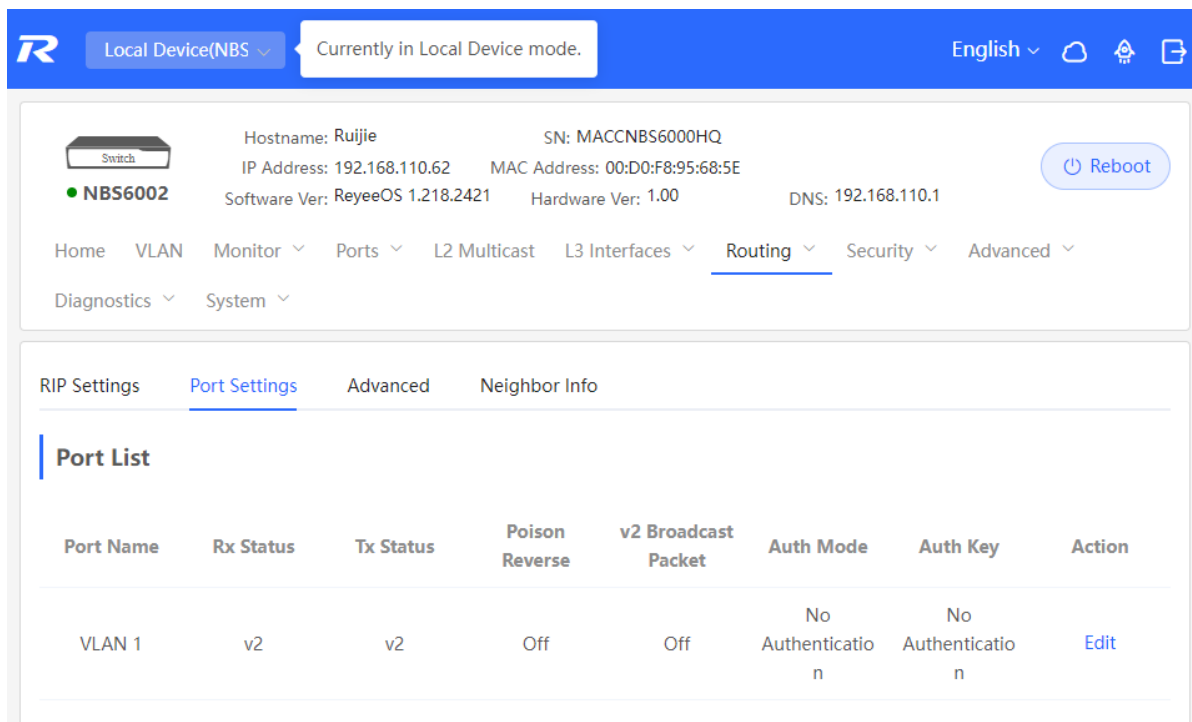 Local Device(NBS
Currently in Local Device mode.
English
Switch
NBS6002
Hostname: Ruijie
SN: MACCNBS6000HQ
IP Address: 192.168.110.62
MAC Address: 00:D0:F8:95:68:5E
Software Ver: ReyeeOS 1.218.2421
Hardware Ver: 1.00
DNS: 192.168.110.1
Reboot
Home VLAN Monitor Ports L2 Multicast L3 Interfaces Routing Security Advanced
Diagnostics System
RIP Settings Port Settings Advanced Neighbor Info
Port List
Port Name Rx Status Tx Status Poison
Reverse v2 Broadcast
Packet Auth Mode Auth Key Action
VLAN 1 v2 v2 Off Off No
Authenticatio
n No
Authenticatio
n Edit